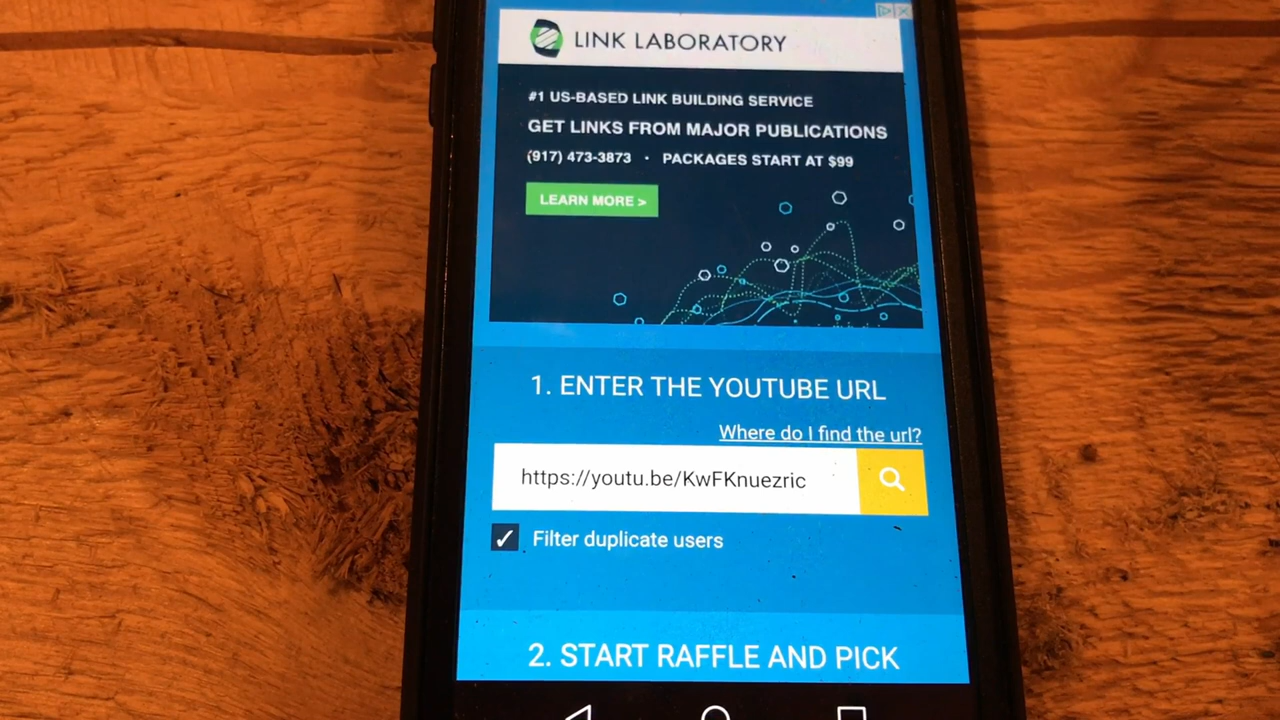 LINK LABORATORY
#1 US-BASED LINK BUILDING SERVICE
GET LINKS FROM MAJOR PUBLICATIONS
(917) 473-3873 · PACKAGES START AT $99
LEARN MORE >
1. ENTER THE YOUTUBE URL
Where do I find the url?
https://youtu.be/KwFKnuezric
Filter duplicate users
2. START RAFFLE AND PICK